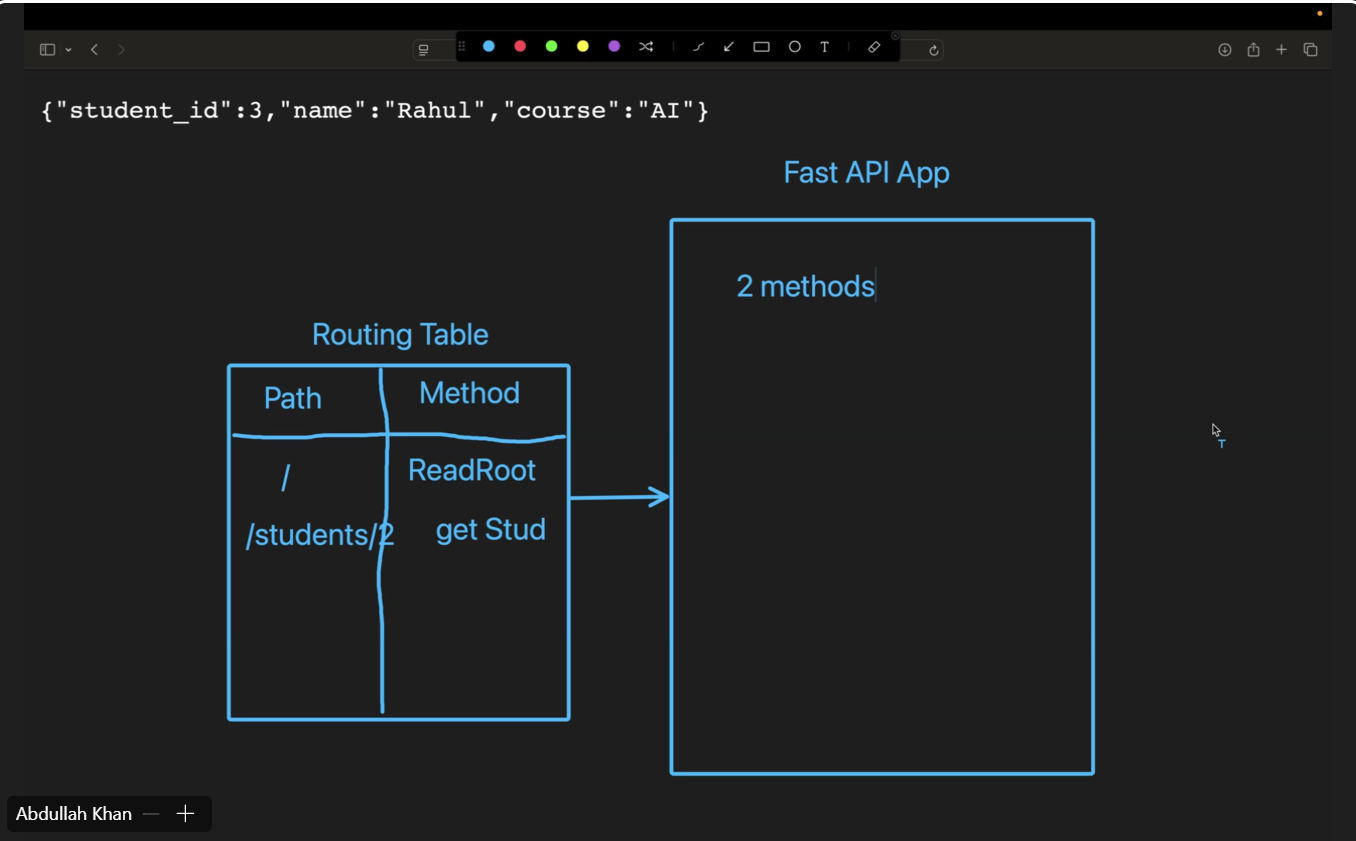 {"student_id":3,"name":"Rahul","course":"AI"}
Fast API App
2 methods
Routing Table
Path Method
/ ReadRoot
/students/2 get Stud
Abdullah Khan